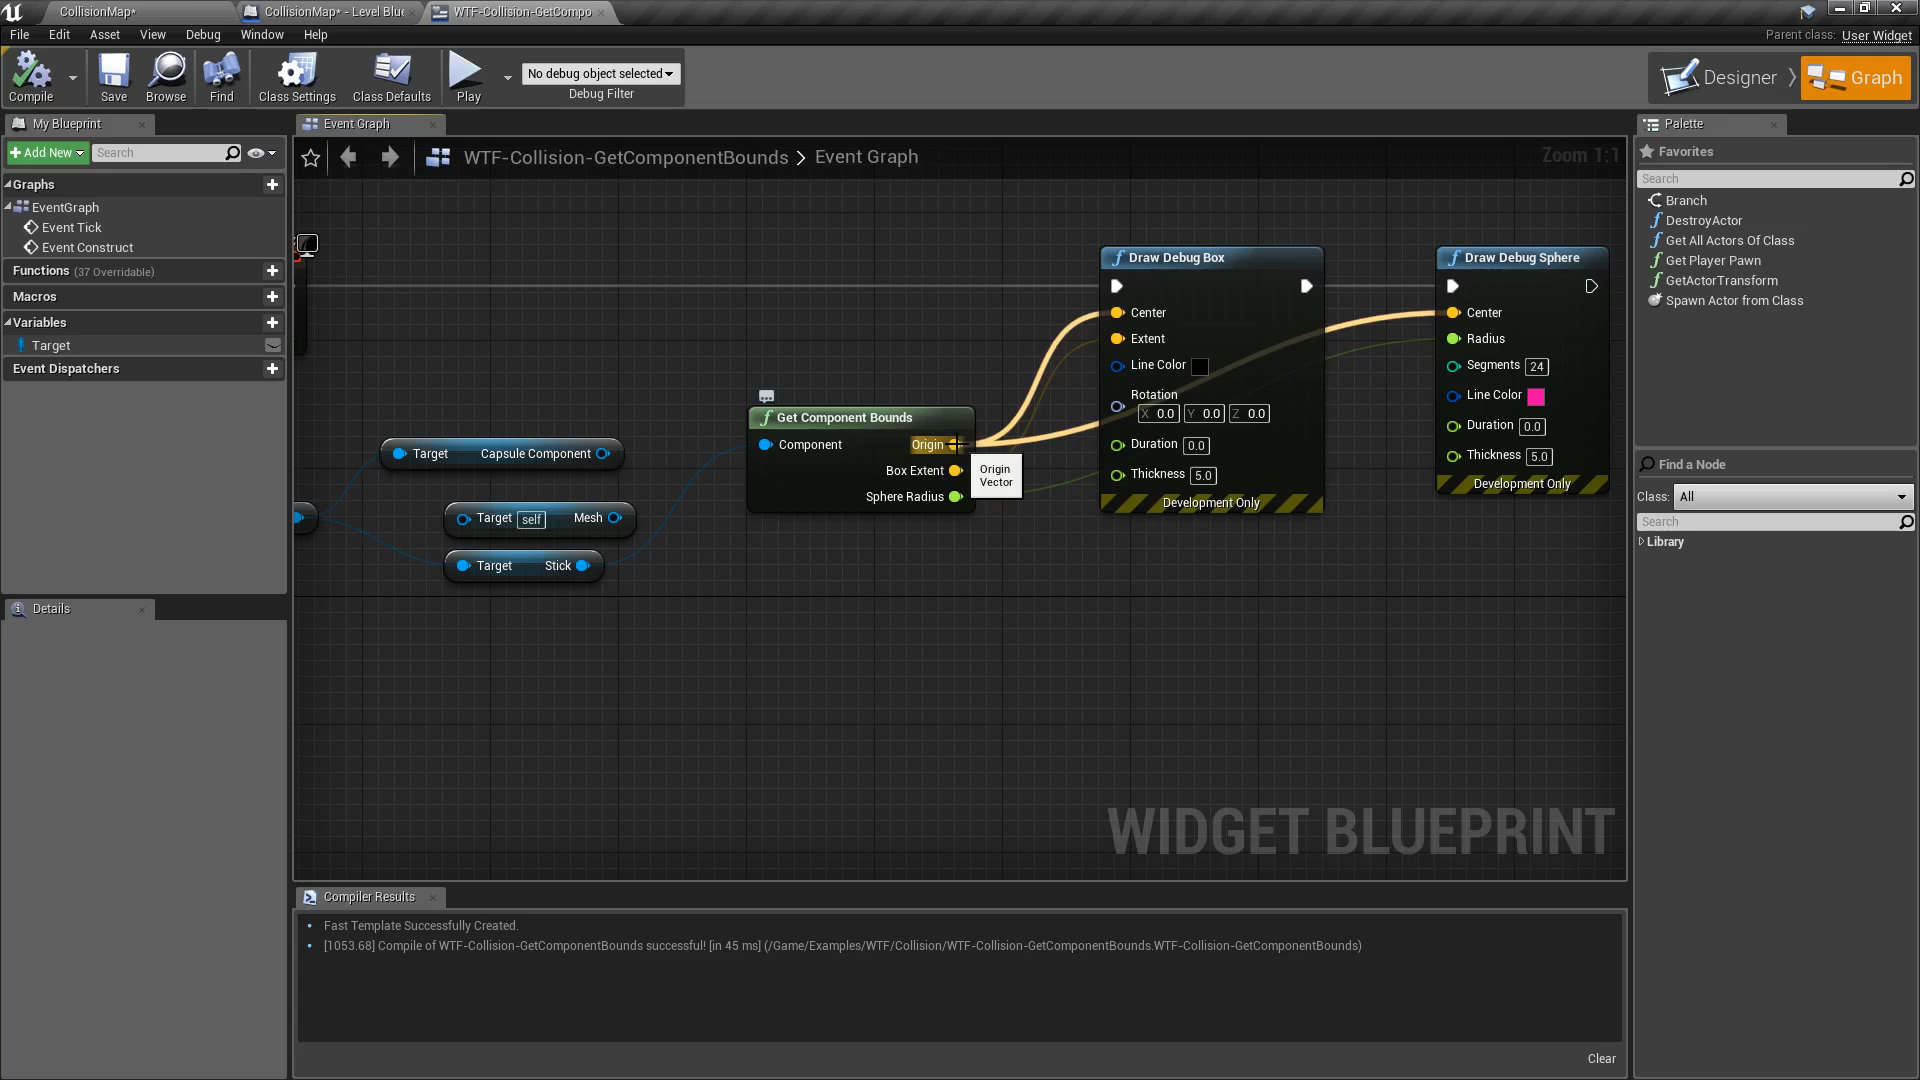 CollisionMap*
CollisionMap* - Level Blue
WTF-Collision-GetCompo
File
Edit
Asset
View
Debug
Window
Help
Parent class: User Widget
Compile
Save
Browse
Find
Class Settings
Class Defaults
Play
No debug object selected
Debug Filter
Designer
Graph
My Blueprint
Add New
Search
Graphs
EventGraph
Event Tick
Event Construct
Functions (37 Overridable)
Macros
Variables
Target
Event Dispatchers
Details
Event Graph
WTF-Collision-GetComponentBounds > Event Graph
Zoom 1:1
Target Capsule Component
Target self Mesh
Target Stick
Get Component Bounds
Component Origin
Box Extent
Sphere Radius
Origin
Vector
Draw Debug Box
Center
Extent
Line Color
Rotation
X 0.0 Y 0.0 Z 0.0
Duration 0.0
Thickness 5.0
Development Only
Draw Debug Sphere
Center
Radius
Segments 24
Line Color
Duration 0.0
Thickness 5.0
Development Only
WIDGET BLUEPRINT
Compiler Results
Fast Template Successfully Created.
[1053.68] Compile of WTF-Collision-GetComponentBounds successful! [in 45 ms] (/Game/Examples/WTF/Collision/WTF-Collision-GetComponentBounds.WTF-Collision-GetComponentBounds)
Clear
Palette
Favorites
Search
Branch
DestroyActor
Get All Actors Of Class
Get Player Pawn
GetActorTransform
Spawn Actor from Class
Find a Node
Class: All
Search
Library